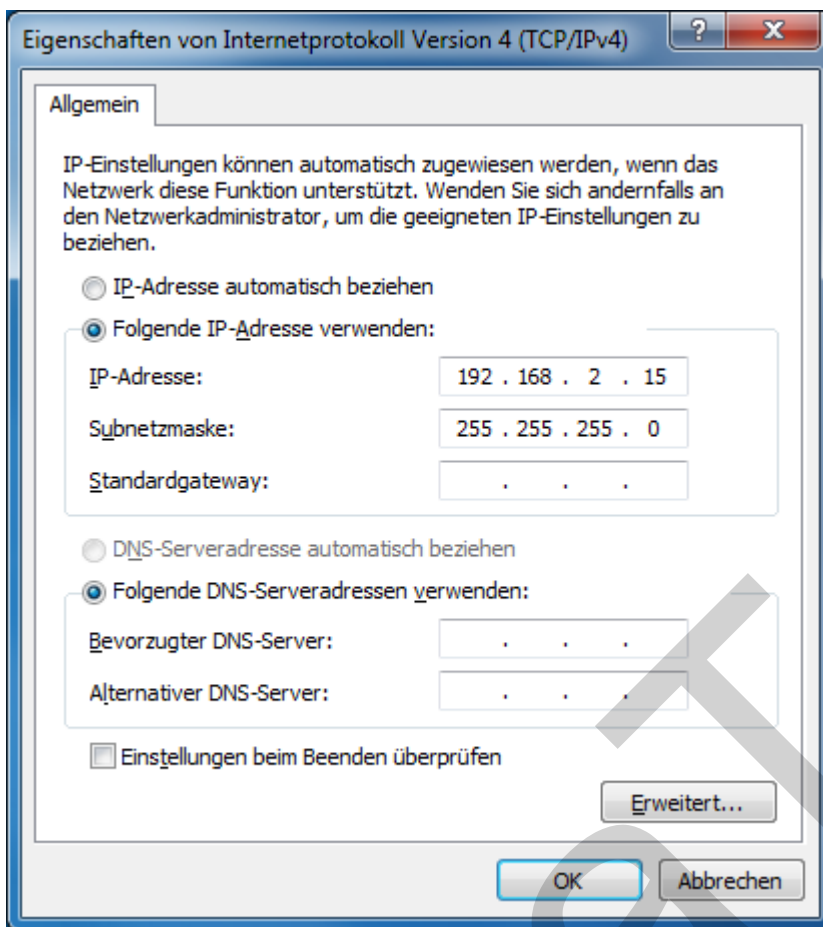 Eigenschaften von Internetprotokoll Version 4 (TCP/IPv4)
Allgemein
IP-Einstellungen können automatisch zugewiesen werden, wenn das
Netzwerk diese Funktion unterstützt. Wenden Sie sich andernfalls an
den Netzwerkadministrator, um die geeigneten IP-Einstellungen zu
beziehen.
IP-Adresse automatisch beziehen
Folgende IP-Adresse verwenden:
IP-Adresse: 192 . 168 . 2 . 15
Subnetzmaske: 255 . 255 . 255 . 0
Standardgateway: . . .
DNS-Serveradresse automatisch beziehen
Folgende DNS-Serveradressen verwenden:
Bevorzugter DNS-Server: . . .
Alternativer DNS-Server: . . .
Einstellungen beim Beenden überprüfen
Erweitert...
OK Abbrechen